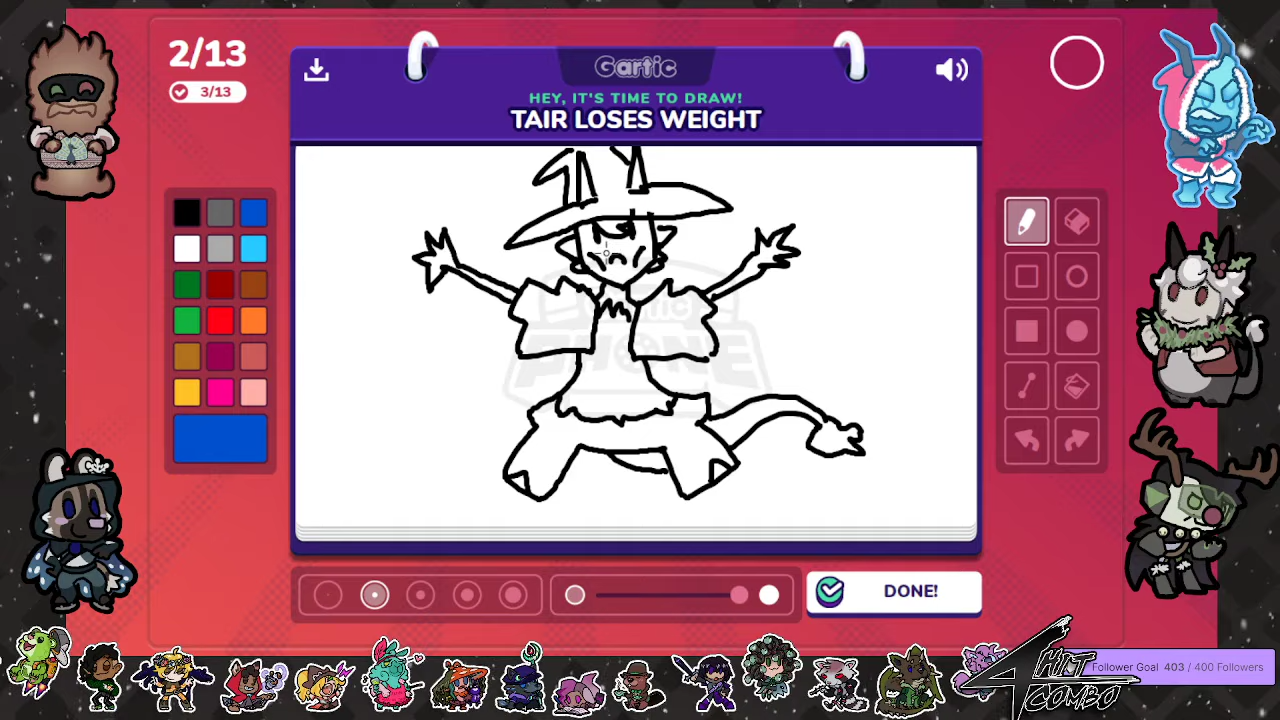 2/13
3/13
Gartic
HEY, IT'S TIME TO DRAW!
TAIR LOSES WEIGHT
PHONE
DONE!
4 HIT COMBO
Follower Goal 403 / 400 Followers